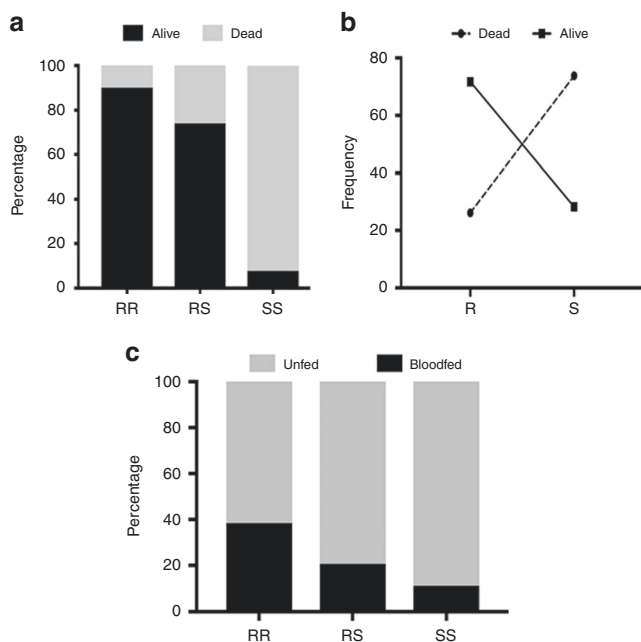 a
Alive Dead
Percentage
100
80
60
40
20
0
RR RS SS
b
Dead Alive
Frequency
80
60
40
20
0
R S
c
Unfed Bloodfed
Percentage
100
80
60
40
20
0
RR RS SS